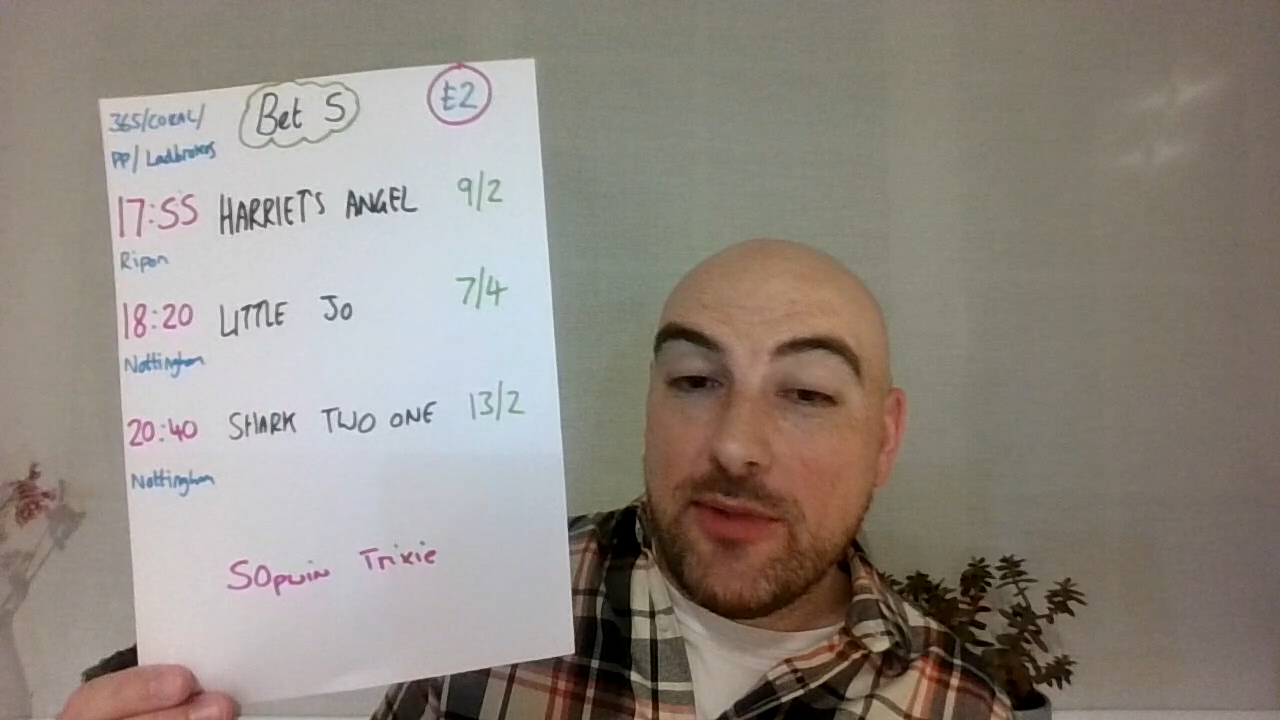 365/CORAL/ Bet 5 £2
PP/Ladbrokes
17:55 HARRIET'S ANGEL 9/2
Ripon
18:20 LITTLE JO 7/4
Nottingham
20:40 SHARK TWO ONE 13/2
Nottingham
50p win Trixie